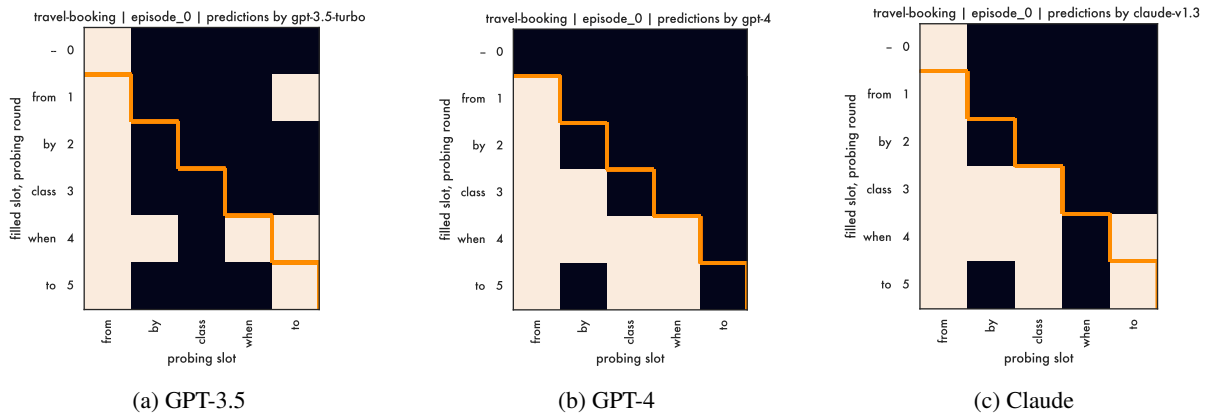 travel-booking | episode_0 | predictions by gpt-3.5-turbo
filled slot, probing round
-- 0
from 1
by 2
class 3
when 4
to 5
from by class when to
probing slot
(a) GPT-3.5
travel-booking | episode_0 | predictions by gpt-4
filled slot, probing round
-- 0
from 1
by 2
class 3
when 4
to 5
from by class when to
probing slot
(b) GPT-4
travel-booking | episode_0 | predictions by claude-v1.3
filled slot, probing round
-- 0
from 1
by 2
class 3
when 4
to 5
from by class when to
probing slot
(c) Claude